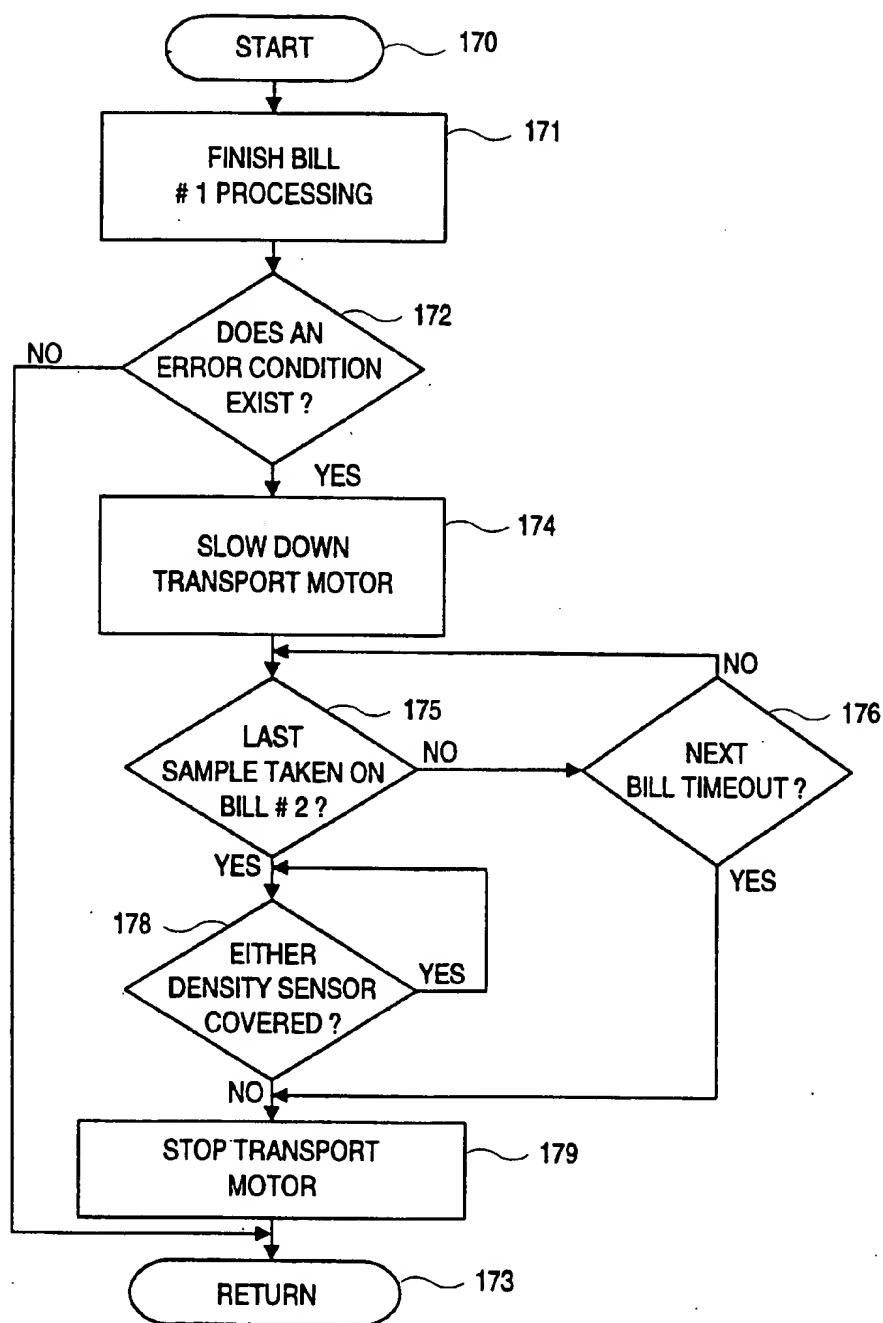 START
170
171
FINISH BILL
# 1 PROCESSING
172
DOES AN
ERROR CONDITION
EXIST ?
NO
YES
174
SLOW DOWN
TRANSPORT MOTOR
NO
175
176
LAST
SAMPLE TAKEN ON
BILL # 2 ?
NO
NEXT
BILL TIMEOUT ?
YES
YES
178
EITHER
DENSITY SENSOR
COVERED ?
YES
NO
STOP TRANSPORT
MOTOR
179
RETURN
173